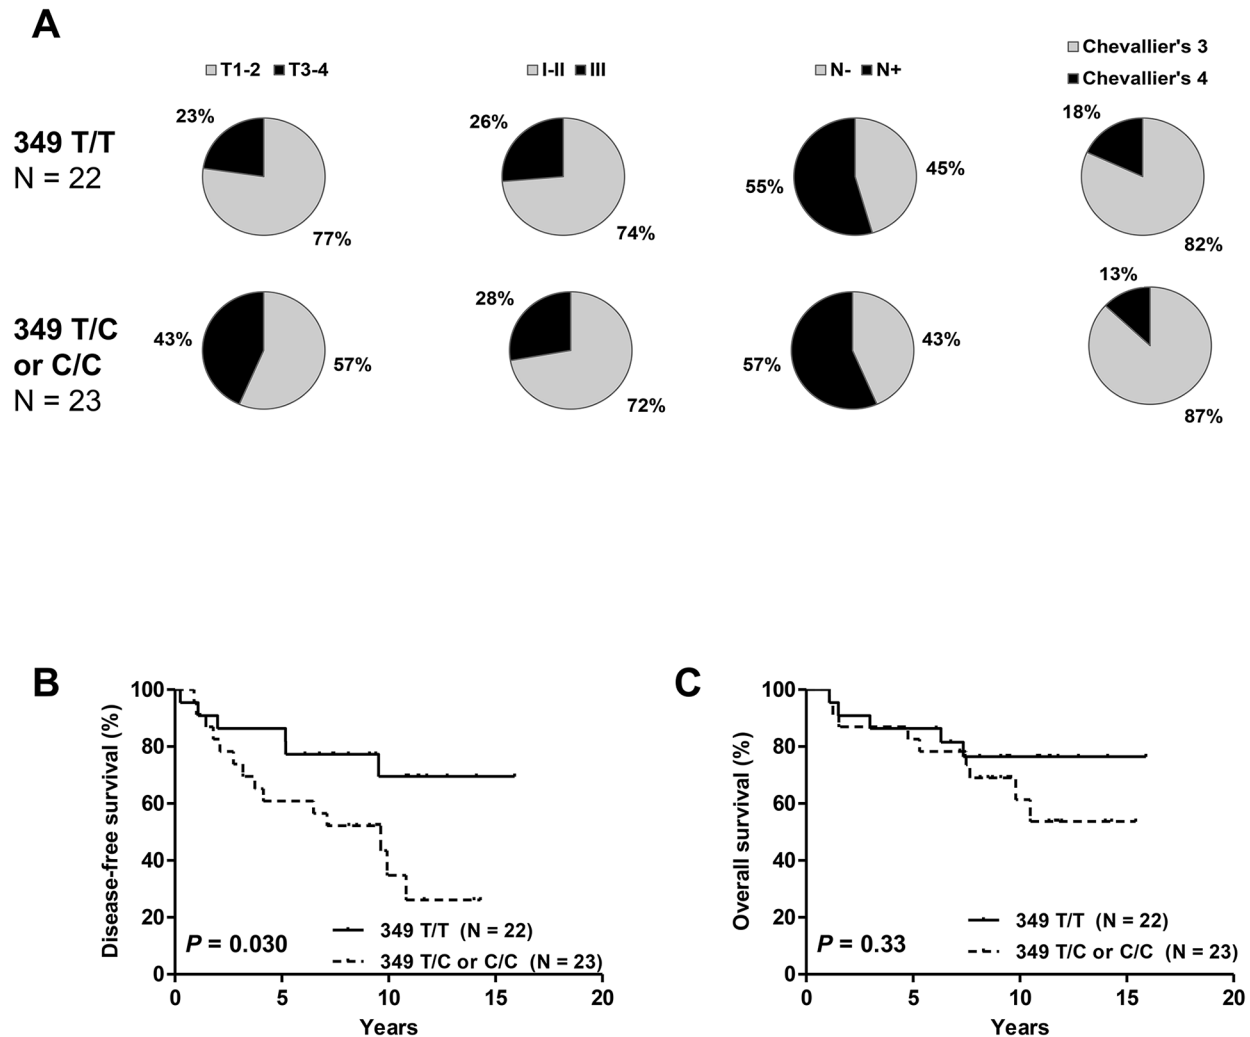 A
T1-2 T3-4
I-II III
N- N+
Chevallier's 3
Chevallier's 4
349 T/T
N = 22
23%
77%
26%
74%
55%
45%
18%
82%
349 T/C
or C/C
N = 23
43%
57%
28%
72%
57%
43%
13%
87%
B
Disease-free survival (%)
100
80
60
40
20
0
P = 0.030
349 T/T (N = 22)
349 T/C or C/C (N = 23)
0 5 10 15 20
Years
C
Overall survival (%)
100
80
60
40
20
0
P = 0.33
349 T/T (N = 22)
349 T/C or C/C (N = 23)
0 5 10 15 20
Years